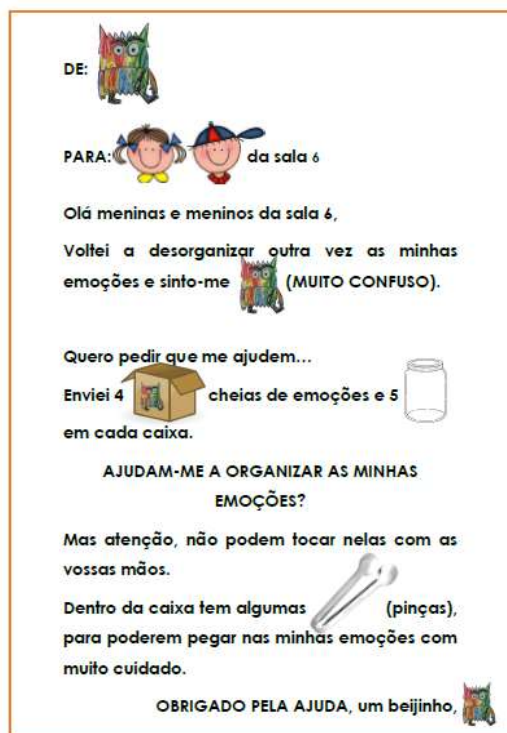 DE:
PARA: da sala 6
Olá meninas e meninos da sala 6,
Voltei a desorganizar outra vez as minhas
emoções e sinto-me (MUITO CONFUSO).
Quero pedir que me ajudem...
Enviei 4 cheias de emoções e 5
em cada caixa.
AJUDAM-ME A ORGANIZAR AS MINHAS
EMOÇÕES?
Mas atenção, não podem tocar nelas com as
vossas mãos.
Dentro da caixa tem algumas (pinças),
para poderem pegar nas minhas emoções com
muito cuidado.
OBRIGADO PELA AJUDA, um beijinho,